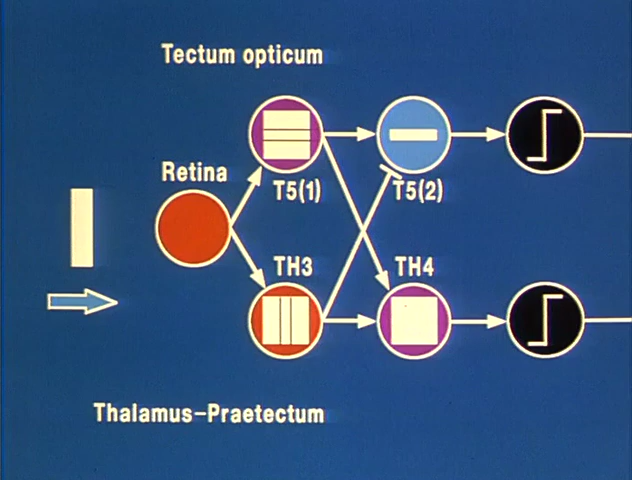 Tectum opticum
Retina
T5(1)
T5(2)
TH3
TH4
Thalamus-Praetectum